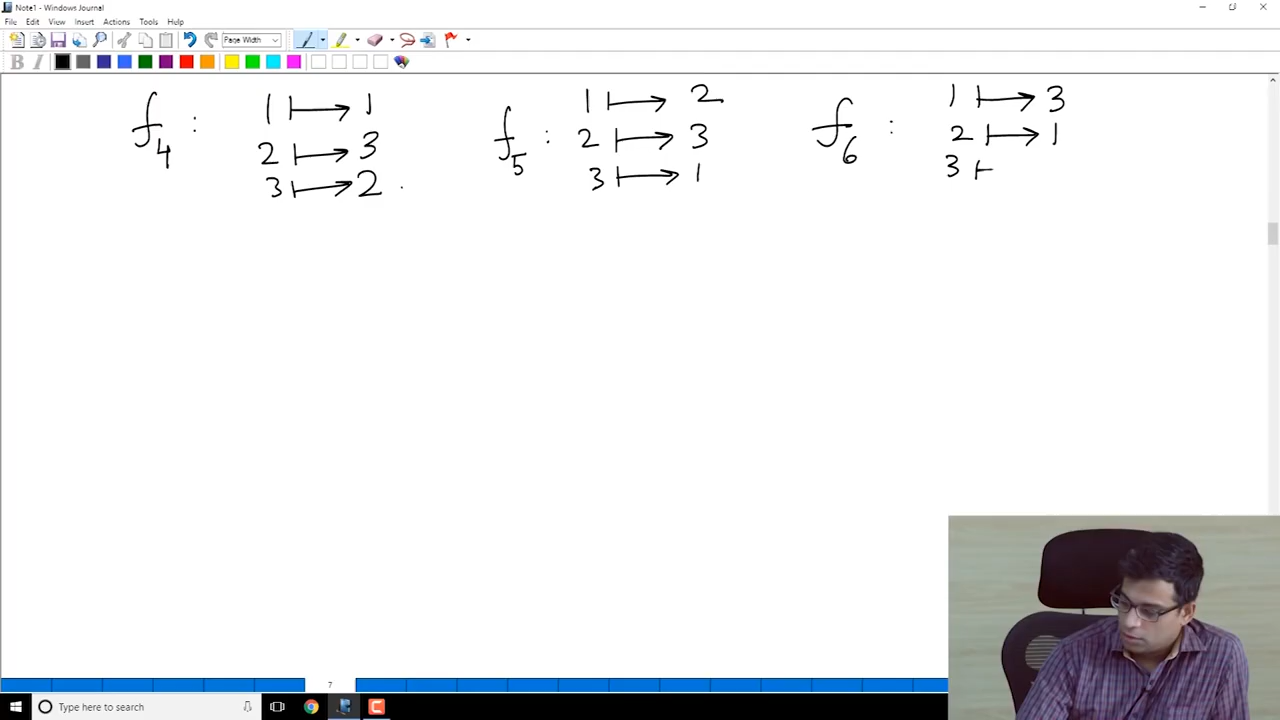 Note1 - Windows Journal
File Edit View Insert Actions Tools Help
Page Width
B I
f4 : 1 ↦ 1
2 ↦ 3
3 ↦ 2 .
f5 : 1 ↦ 2
2 ↦ 3
3 ↦ 1
f6 : 1 ↦ 3
2 ↦ 1
3 ⊢
7
Type here to search